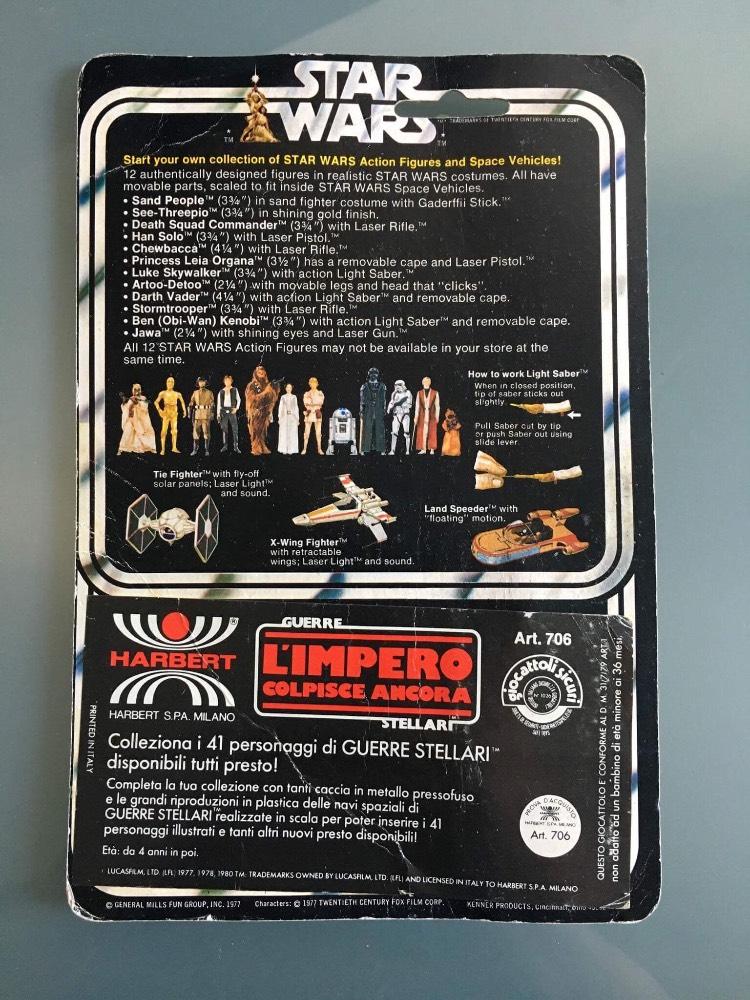 STAR
WARS
™ ™
TRADEMARKS OF TWENTIETH CENTURY FOX FILM CORP
Start your own collection of STAR WARS Action Figures and Space Vehicles!
12 authentically designed figures in realistic STAR WARS costumes. All have
movable parts, scaled to fit inside STAR WARS Space Vehicles.
• Sand People™ (3¾") in sand fighter costume with Gaderffii Stick.™
• See-Threepio™ (3¾") in shining gold finish.
• Death Squad Commander™ (3¾") with Laser Rifle.™
• Han Solo™ (3¾") with Laser Pistol.™
• Chewbacca™ (4¼") with Laser Rifle.™
• Princess Leia Organa™ (3½") has a removable cape and Laser Pistol.™
• Luke Skywalker™ (3¾") with action Light Saber.™
• Artoo-Detoo™ (2¼") with movable legs and head that "clicks".
• Darth Vader™ (4¼") with action Light Saber™ and removable cape.
• Stormtrooper™ (3¾") with Laser Rifle.™
• Ben (Obi-Wan) Kenobi™ (3¾") with action Light Saber™ and removable cape.
• Jawa™ (2¼") with shining eyes and Laser Gun.™
All 12 STAR WARS Action Figures may not be available in your store at the
same time.
How to work Light Saber™
When in closed position,
tip of saber sticks out
slightly
Pull Saber out by tip
or push Saber out using
slide lever.
Tie Fighter™ with fly-off
solar panels; Laser Light™
and sound.
X-Wing Fighter™
with retractable
wings; Laser Light™ and sound.
Land Speeder™ with
"floating" motion.
HARBERT
®
HARBERT S.P.A. MILANO
GUERRE
L'IMPERO
COLPISCE ANCORA
STELLARI™
Art. 706
giocattoli sicuri
SAFE TOYS
PRINTED IN ITALY
Colleziona i 41 personaggi di GUERRE STELLARI™
disponibili tutti presto!
Completa la tua collezione con tanti caccia in metallo pressofuso
e le grandi riproduzioni in plastica delle navi spaziali di
GUERRE STELLARI™ realizzate in scala per poter inserire i 41
personaggi illustrati e tanti altri nuovi presto disponibili!
Età: da 4 anni in poi.
PROVA D'ACQUISTO
HARBERT S.P.A. MILANO
Art. 706
QUESTO GIOCATTOLO E' CONFORME AL D. M. 31/7/79 ART.1
non adatto ad un bambino di età minore ai 36 mesi.
LUCASFILM, LTD. (LFL) 1977, 1978, 1980 TM: TRADEMARKS OWNED BY LUCASFILM, LTD. (LFL) AND LICENSED IN ITALY TO HARBERT S.P.A. MILANO
© GENERAL MILLS FUN GROUP, INC. 1977 Characters: © 1977 TWENTIETH CENTURY FOX FILM CORP. KENNER PRODUCTS, Cincinnati, Ohio